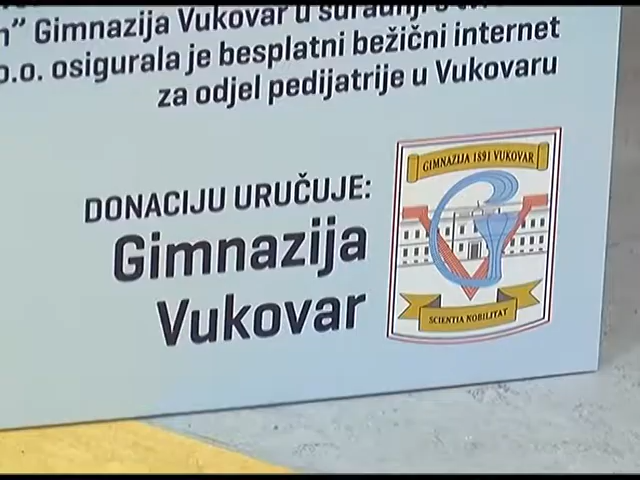 Gimnazija Vukovar u suradnji s
o.o. osigurala je besplatni bežični internet
za odjel pedijatrije u Vukovaru
DONACIJU URUČUJE:
Gimnazija
Vukovar
GIMNAZIJA 1891 VUKOVAR
SCIENTIA NOBILITAT